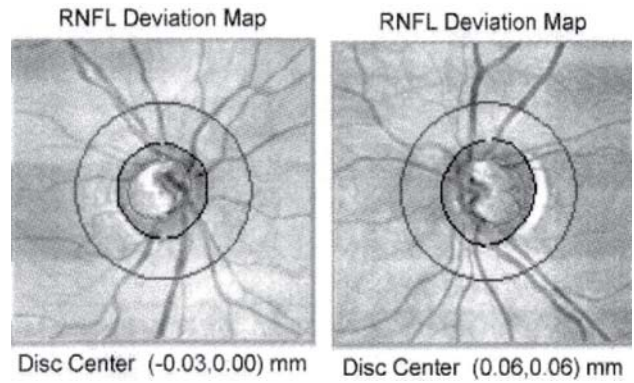 RNFL Deviation Map
RNFL Deviation Map
Disc Center (-0.03,0.00) mm
Disc Center (0.06,0.06) mm